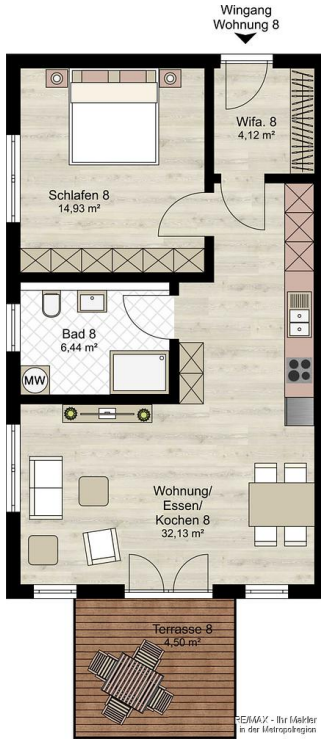 Wingang
Wohnung 8
Wifa. 8
4,12 m²
Schlafen 8
14,93 m²
Bad 8
6,44 m²
MW
Wohnung/
Essen/
Kochen 8
32,13 m²
Terrasse 8
4,50 m²
RE/MAX - Ihr Makler
in der Metropolregion